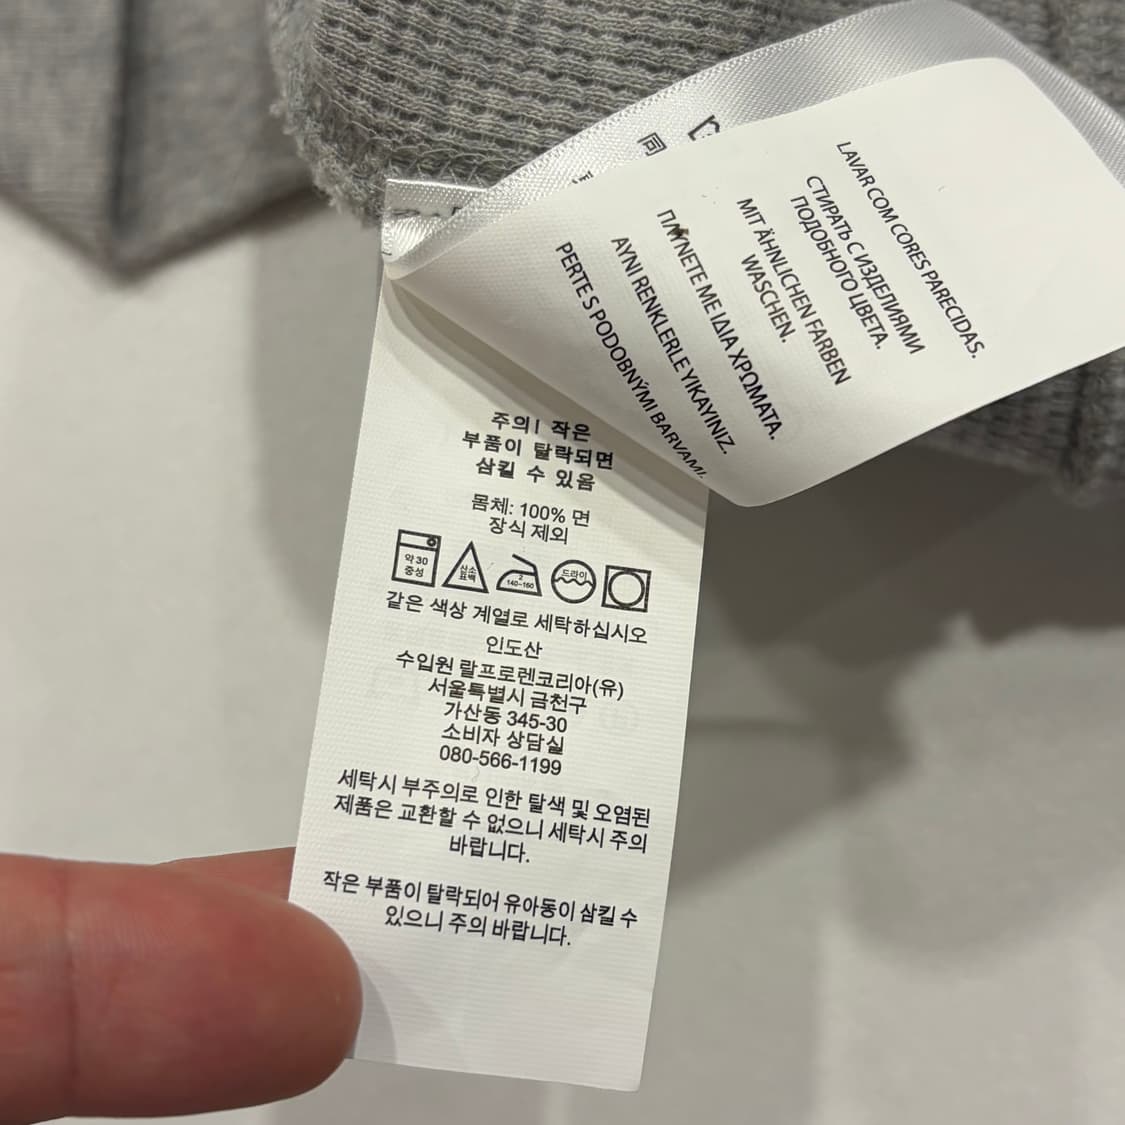 LAVAR COM CORES PARECIDAS.
СТИРАТЬ С ИЗДЕЛИЯМИ
ПОДОБНОГО ЦВЕТА.
MIT ÄHNLICHEN FARBEN
WASCHEN.
ΠΛΥΝΕΤΕ ΜΕ ΙΔΙΑ ΧΡΩΜΑΤΑ.
AYNI RENKLERLE YIKAYINIZ.
PERTE S PODOBNÝMI BARVAMI.
同
주의! 작은
부품이 탈락되면
삼킬 수 있음
몸체: 100% 면
장식 제외
약 30
중성
산소
표백
2
140~160
드라이
같은 색상 계열로 세탁하십시오
인도산
수입원 랄프로렌코리아(유)
서울특별시 금천구
가산동 345-30
소비자 상담실
080-566-1199
세탁시 부주의로 인한 탈색 및 오염된
제품은 교환할 수 없으니 세탁시 주의
바랍니다.
작은 부품이 탈락되어 유아동이 삼킬 수
있으니 주의 바랍니다.